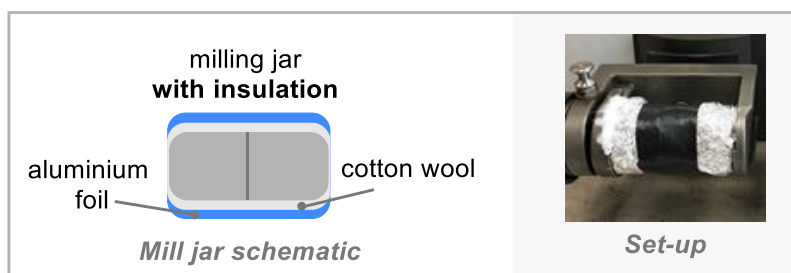 milling jar
with insulation
aluminium
foil
cotton wool
Mill jar schematic
Set-up